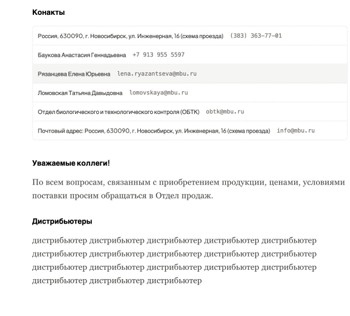 Конакты
Россия, 630090, г. Новосибирск, ул. Инженерная, 16 (схема проезда) (383) 363-77-01
Баукова Анастасия Геннадьевна +7 913 955 5597
Рязанцева Елена Юрьевна lena.ryazantseva@mbu.ru
Ломовская Татьяна Давыдовна lomovskaya@mbu.ru
Отдел биологического и технологического контроля (ОБТК) obtk@mbu.ru
Почтовый адрес: Россия, 630090, г. Новосибирск, ул. Инженерная, 16 (схема проезда) info@mbu.ru
Уважаемые коллеги!
По всем вопросам, связанным с приобретением продукции, ценами, условиями
поставки просим обращаться в Отдел продаж.
Дистрибьютеры
дистрибьютер дистрибьютер дистрибьютер дистрибьютер дистрибьютер
дистрибьютер дистрибьютер дистрибьютер дистрибьютер дистрибьютер
дистрибьютер дистрибьютер дистрибьютер дистрибьютер дистрибьютер
дистрибьютер дистрибьютер дистрибьютер